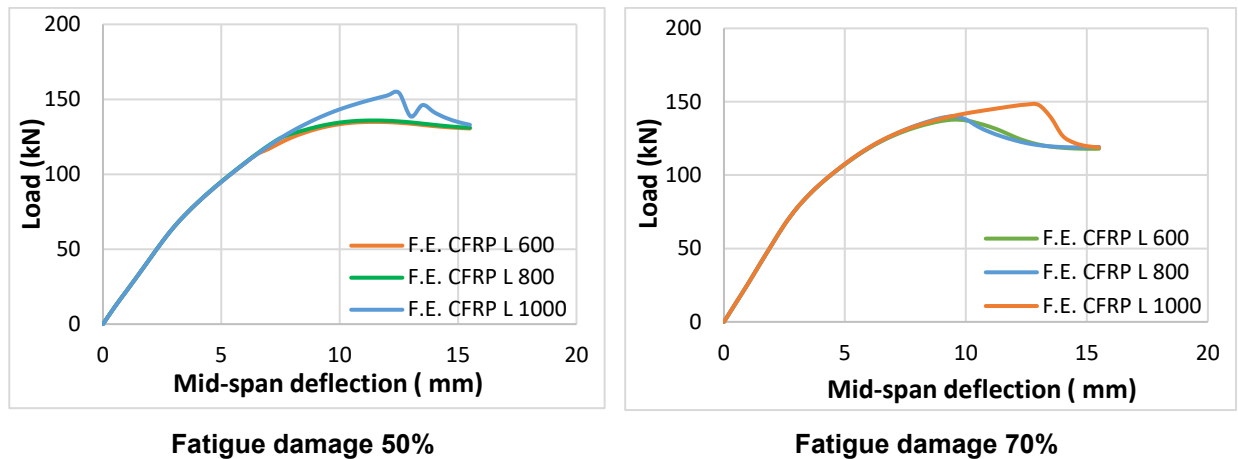 200
150
100
50
0
Load (kN)
F.E. CFRP L 600
F.E. CFRP L 800
F.E. CFRP L 1000
0 5 10 15 20
Mid-span deflection ( mm)
Fatigue damage 50%
200
150
100
50
0
Load (kN)
F.E. CFRP L 600
F.E. CFRP L 800
F.E. CFRP L 1000
0 5 10 15 20
Mid-span deflection ( mm)
Fatigue damage 70%